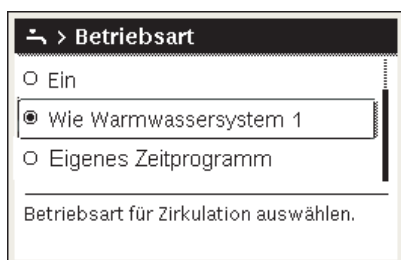 > Betriebsart
Ein
Wie Warmwassersystem 1
Eigenes Zeitprogramm
Betriebsart für Zirkulation auswählen.